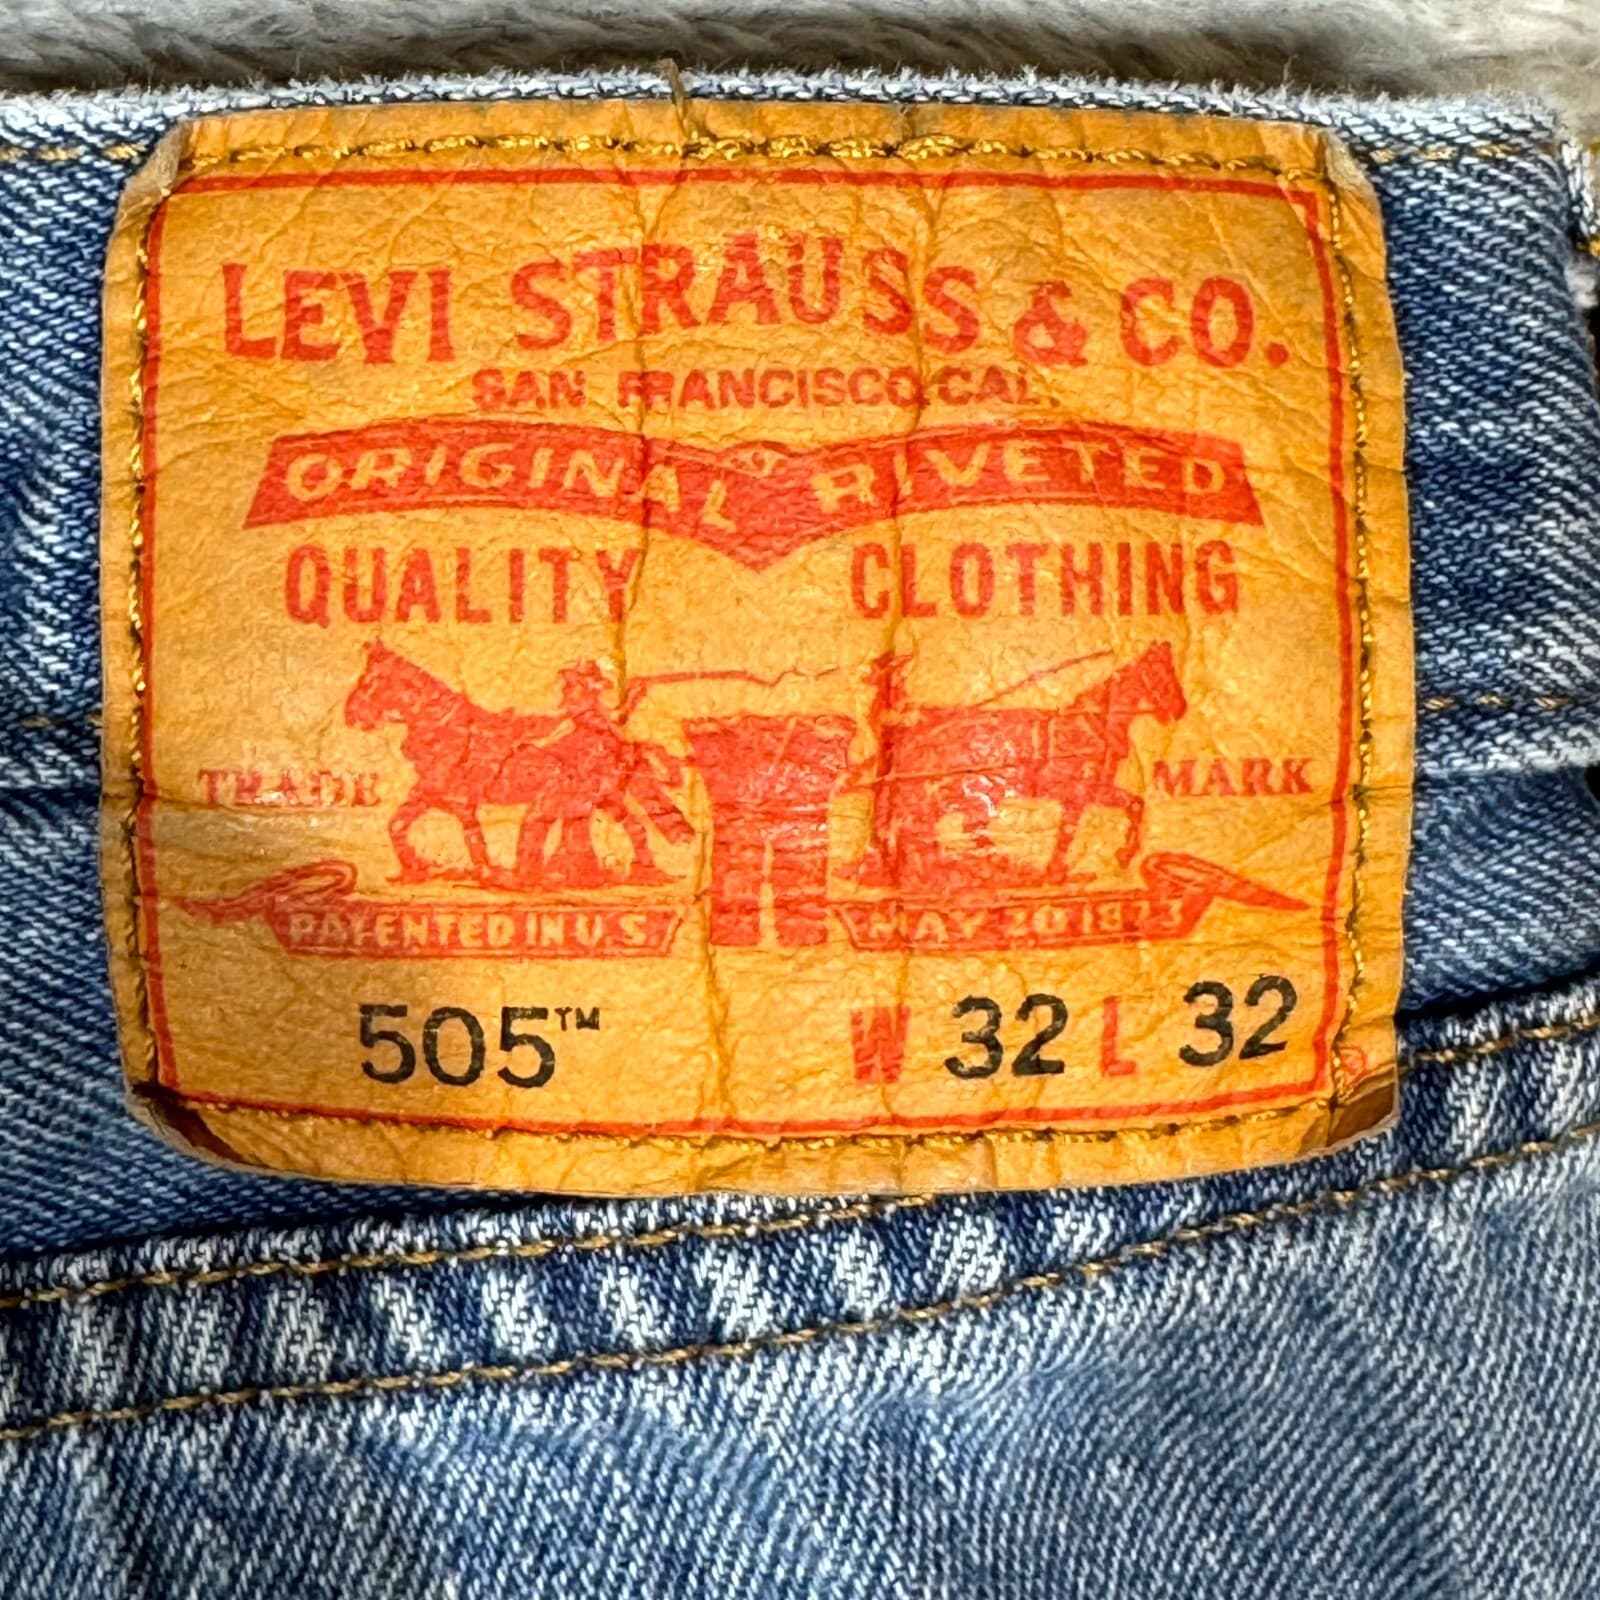 LEVI STRAUSS & CO.
SAN FRANCISCO, CAL.
ORIGINAL RIVETED
QUALITY CLOTHING
TRADE MARK
PATENTED IN U.S. MAY 20 1873
505™ W 32 L 32
®